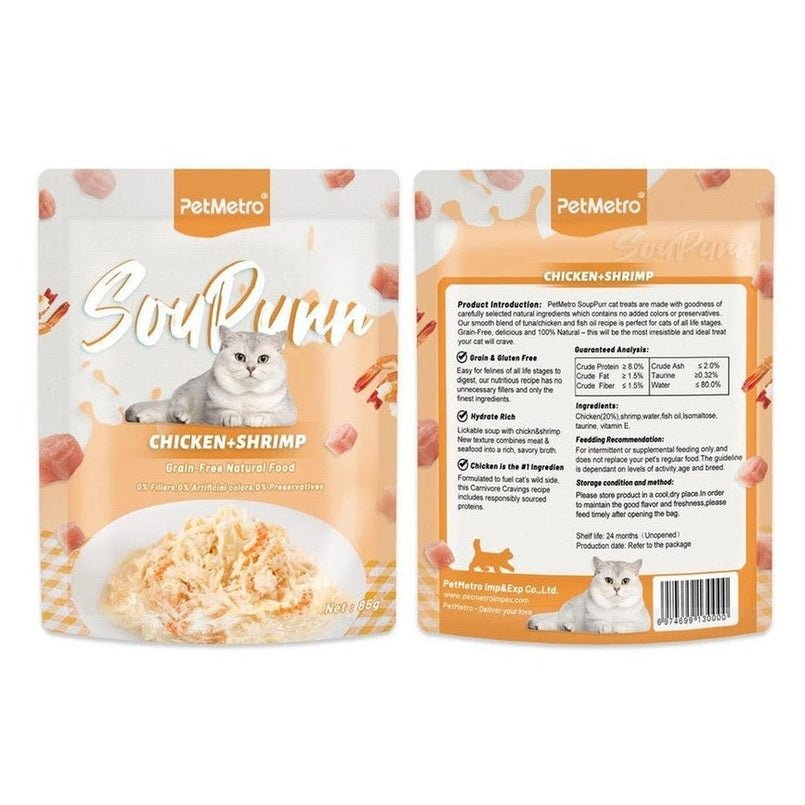 PetMetro®
SouPurr
CHICKEN+SHRIMP
Grain-Free Natural Food
0% Fillers, 0% Artificial colors, 0% Preservatives
Net : 85g
PetMetro®
SouPurr
CHICKEN+SHRIMP
Product Introduction: PetMetro SoupPurr cat treats are made with goodness of
carefully selected natural ingredients which contains no added colors or preservatives..
Our smooth blend of tuna/chicken and fish oil recipe is perfect for cats of all life stages.
Grain-Free, delicious and 100% Natural – this will be the most irresistible and ideal treat
your cat will crave.
Grain & Gluten Free
Easy for felines of all life stages to
digest, our nutritious recipe has no
unnecessary fillers and only the
finest ingredients.
Hydrate Rich
Lickable soup with chickn&shrimp
New texture combines meat &
seafood into a rich, savory broth.
Chicken is the #1 Ingredien
Formulated to fuel cat's wild side,
this Carnivore Cravings recipe
includes responsibly sourced
proteins.
Guaranteed Analysis:
Crude Protein ≥ 8.0% Crude Ash ≤ 2.0%
Crude Fat ≥ 1.5% Taurine ≥0.32%
Crude Fiber ≤ 1.5% Water ≤ 80.0%
Ingredients:
Chicken(20%),shrimp,water,fish oil,Isomaltose,
taurine, vitamin E.
Feedding Recommendation:
For intermittent or supplemental feeding only,and
does not replace your pet's regular food.The guideline
is dependant on levels of activity,age and breed.
Storage condition and method:
Please store product in a cool,dry place.In order
to maintain the good flavor and freshness,please
feed timely after opening the bag.
Shelf life: 24 months (Unopened)
Production date: Refer to the package
PetMetro Imp&Exp Co.,Ltd.
www.petmetroimpex.com
PetMetro - Deliver your love
6 974699 130000